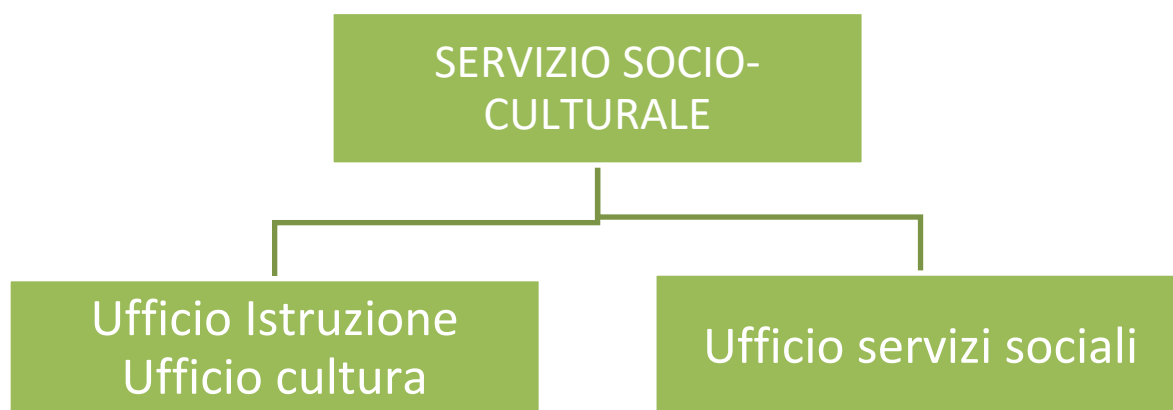 SERVIZIO SOCIO-
CULTURALE
Ufficio Istruzione
Ufficio cultura
Ufficio servizi sociali